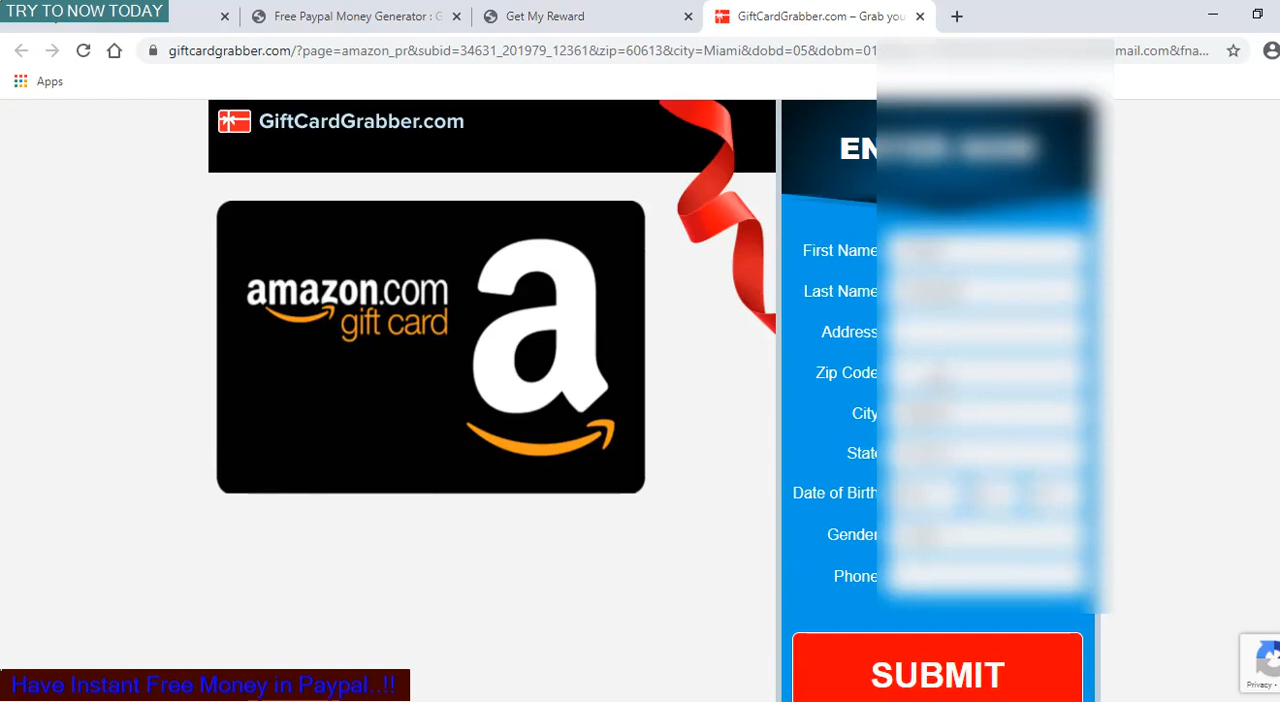 TRY TO NOW TODAY
Free Paypal Money Generator : G
Get My Reward
GiftCardGrabber.com – Grab you
giftcardgrabber.com/?page=amazon_pr&subid=34631_201979_12361&zip=60613&city=Miami&dobd=05&dobm=01
mail.com&fna...
Apps
GiftCardGrabber.com
ENTER NOW
amazon.com
gift card
a
First Name
Last Name
Address
Zip Code
City
State
Date of Birth
Gender
Phone
SUBMIT
Privacy -
Have Instant Free Money in Paypal..!!